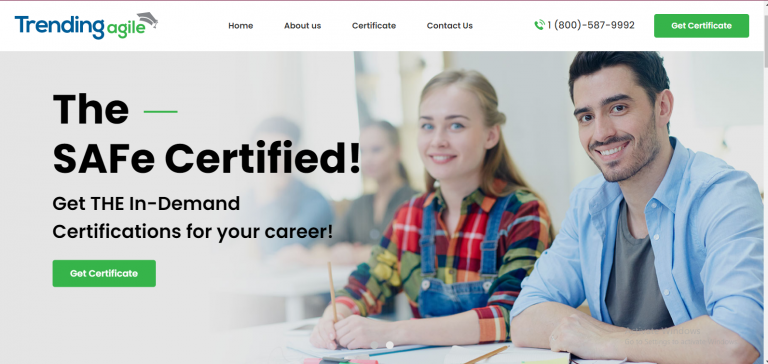 Trending agile
Home
About us
Certificate
Contact Us
1 (800)-587-9992
Get Certificate
The
SAFe Certified!
Get THE In-Demand
Certifications for your career!
Get Certificate